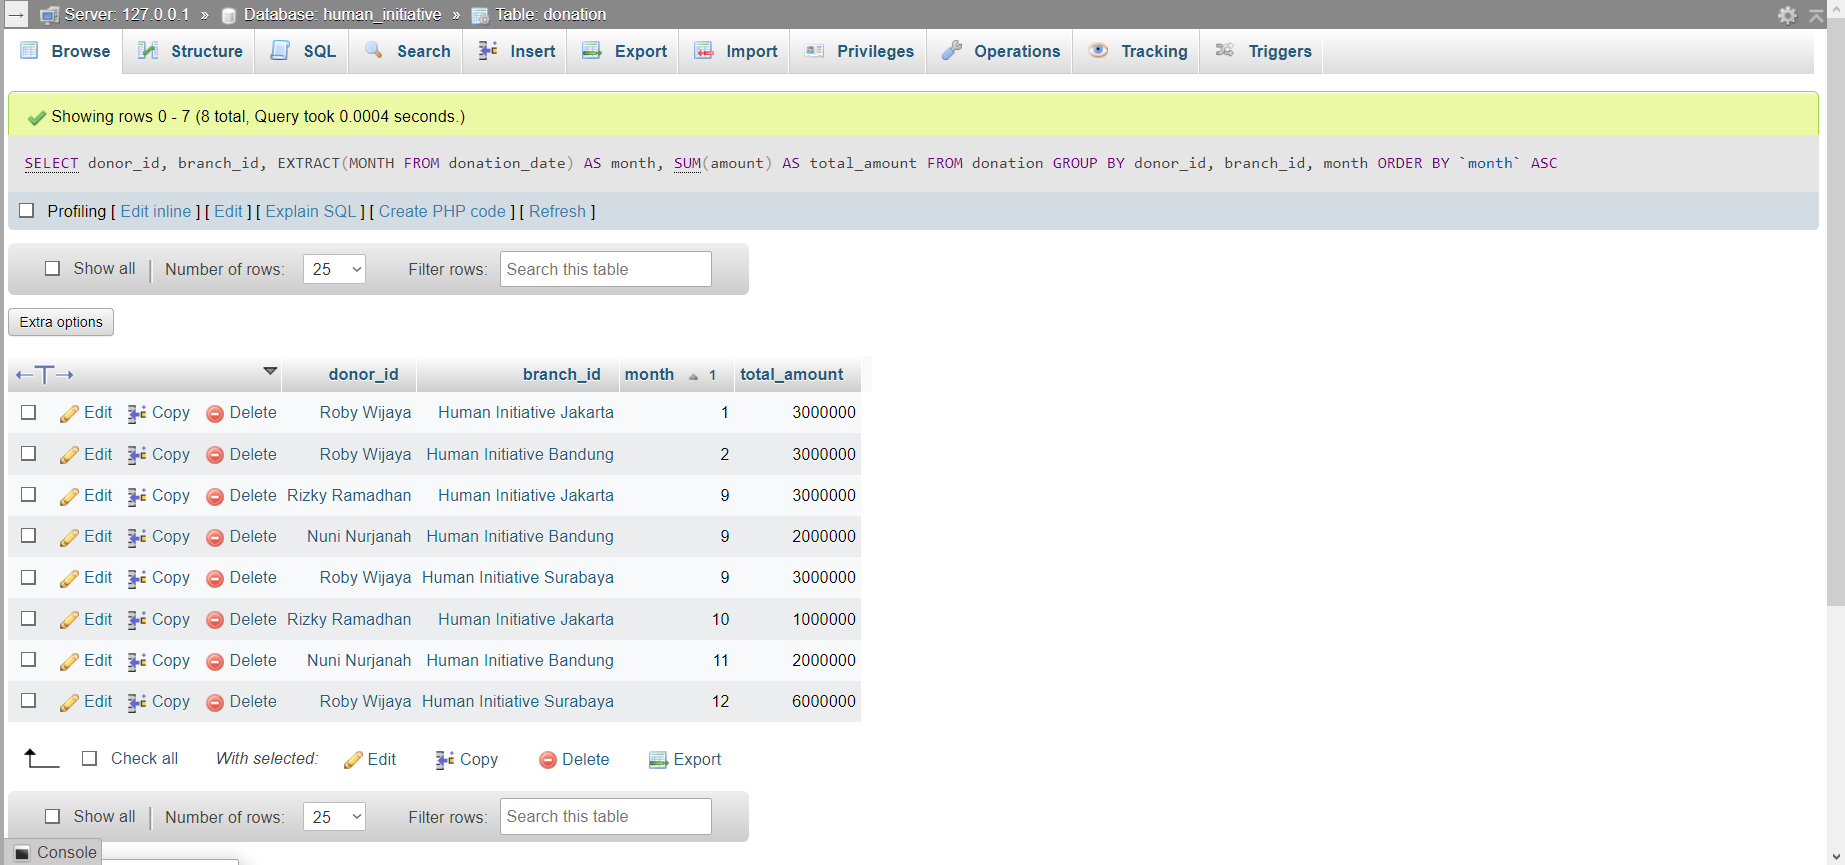 Server: 127.0.0.1 » Database: human_initiative » Table: donation
Browse Structure SQL Search Insert Export Import Privileges Operations Tracking Triggers
Showing rows 0 - 7 (8 total, Query took 0.0004 seconds.)
SELECT donor_id, branch_id, EXTRACT(MONTH FROM donation_date) AS month, SUM(amount) AS total_amount FROM donation GROUP BY donor_id, branch_id, month ORDER BY `month` ASC
Profiling [ Edit inline ] [ Edit ] [ Explain SQL ] [ Create PHP code ] [ Refresh ]
Show all Number of rows: 25 Filter rows: Search this table
Extra options
donor_id branch_id month 1 total_amount
Edit Copy Delete Roby Wijaya Human Initiative Jakarta 1 3000000
Edit Copy Delete Roby Wijaya Human Initiative Bandung 2 3000000
Edit Copy Delete Rizky Ramadhan Human Initiative Jakarta 9 3000000
Edit Copy Delete Nuni Nurjanah Human Initiative Bandung 9 2000000
Edit Copy Delete Roby Wijaya Human Initiative Surabaya 9 3000000
Edit Copy Delete Rizky Ramadhan Human Initiative Jakarta 10 1000000
Edit Copy Delete Nuni Nurjanah Human Initiative Bandung 11 2000000
Edit Copy Delete Roby Wijaya Human Initiative Surabaya 12 6000000
Check all With selected: Edit Copy Delete Export
Show all Number of rows: 25 Filter rows: Search this table
Console